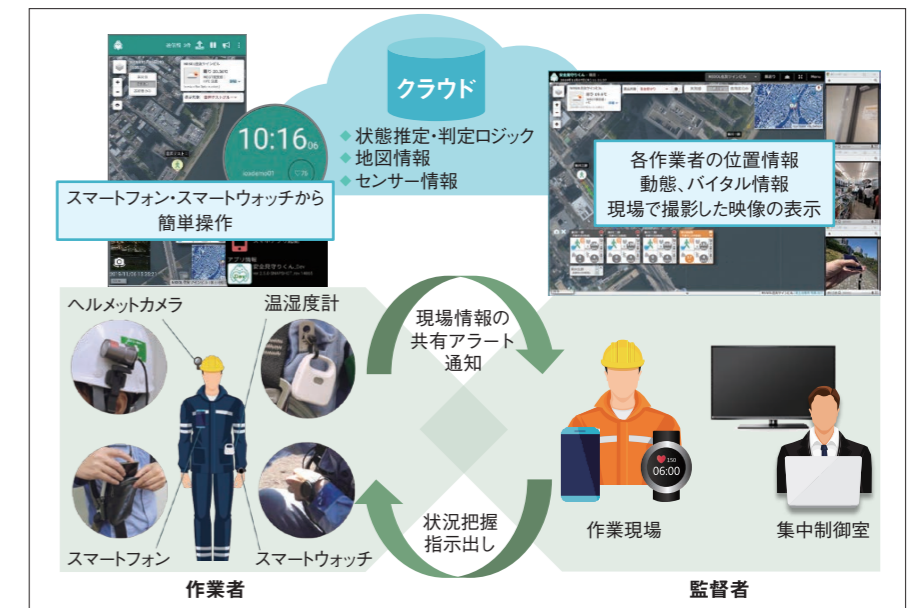 クラウド
◆状態推定・判定ロジック
◆地図情報
◆センサー情報
10:16 06
スマートフォン・スマートウォッチから
簡単操作
各作業者の位置情報
動態、バイタル情報
現場で撮影した映像の表示
ヘルメットカメラ
温湿度計
スマートフォン
スマートウォッチ
作業者
現場情報の
共有アラート
通知
状況把握
指示出し
150
06:00
作業現場
集中制御室
監督者